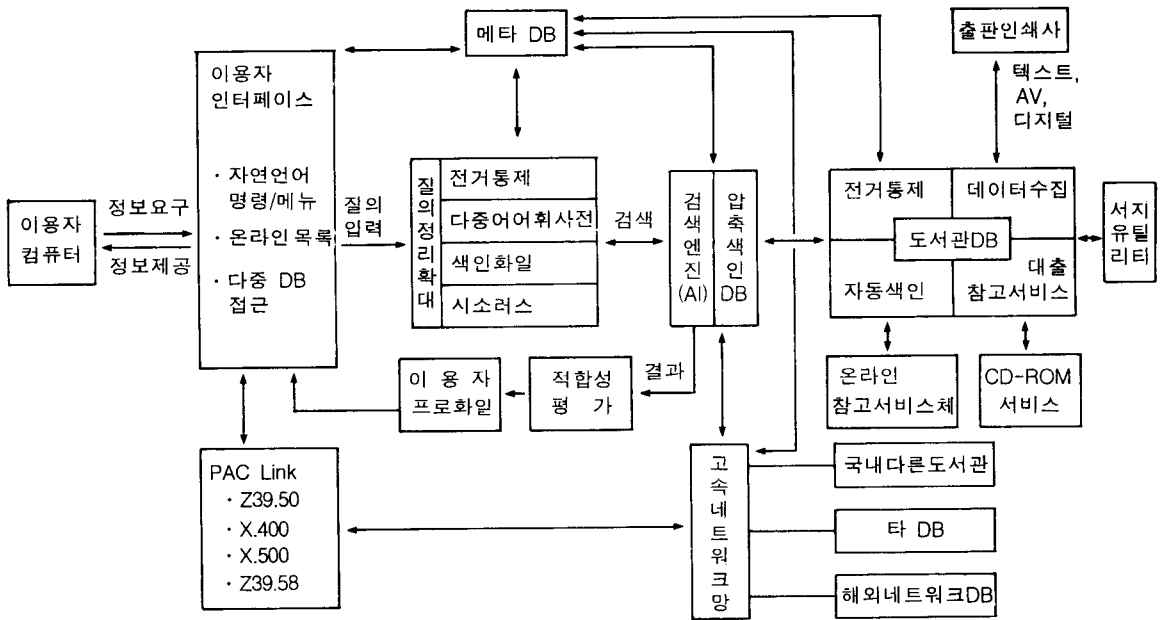 메타 DB
출판인쇄사
텍스트,
AV,
디지털
이용자
인터페이스
· 자연언어
명령/메뉴
· 온라인 목록
· 다중 DB
접근
이용자
컴퓨터
정보요구
정보제공
질의
입력
질의정리확대
전거통제
다중어어휘사전
색인화일
시소러스
검색
검색엔진(AI)
압축색인DB
전거통제
데이터수집
도서관DB
자동색인
대출
참고서비스
서지
유틸
리티
온라인
참고서비스체
CD-ROM
서비스
결과
적합성
평 가
이 용 자
프로화일
PAC Link
· Z39.50
· X.400
· X.500
· Z39.58
고속네트워크망
국내다른도서관
타 DB
해외네트워크DB